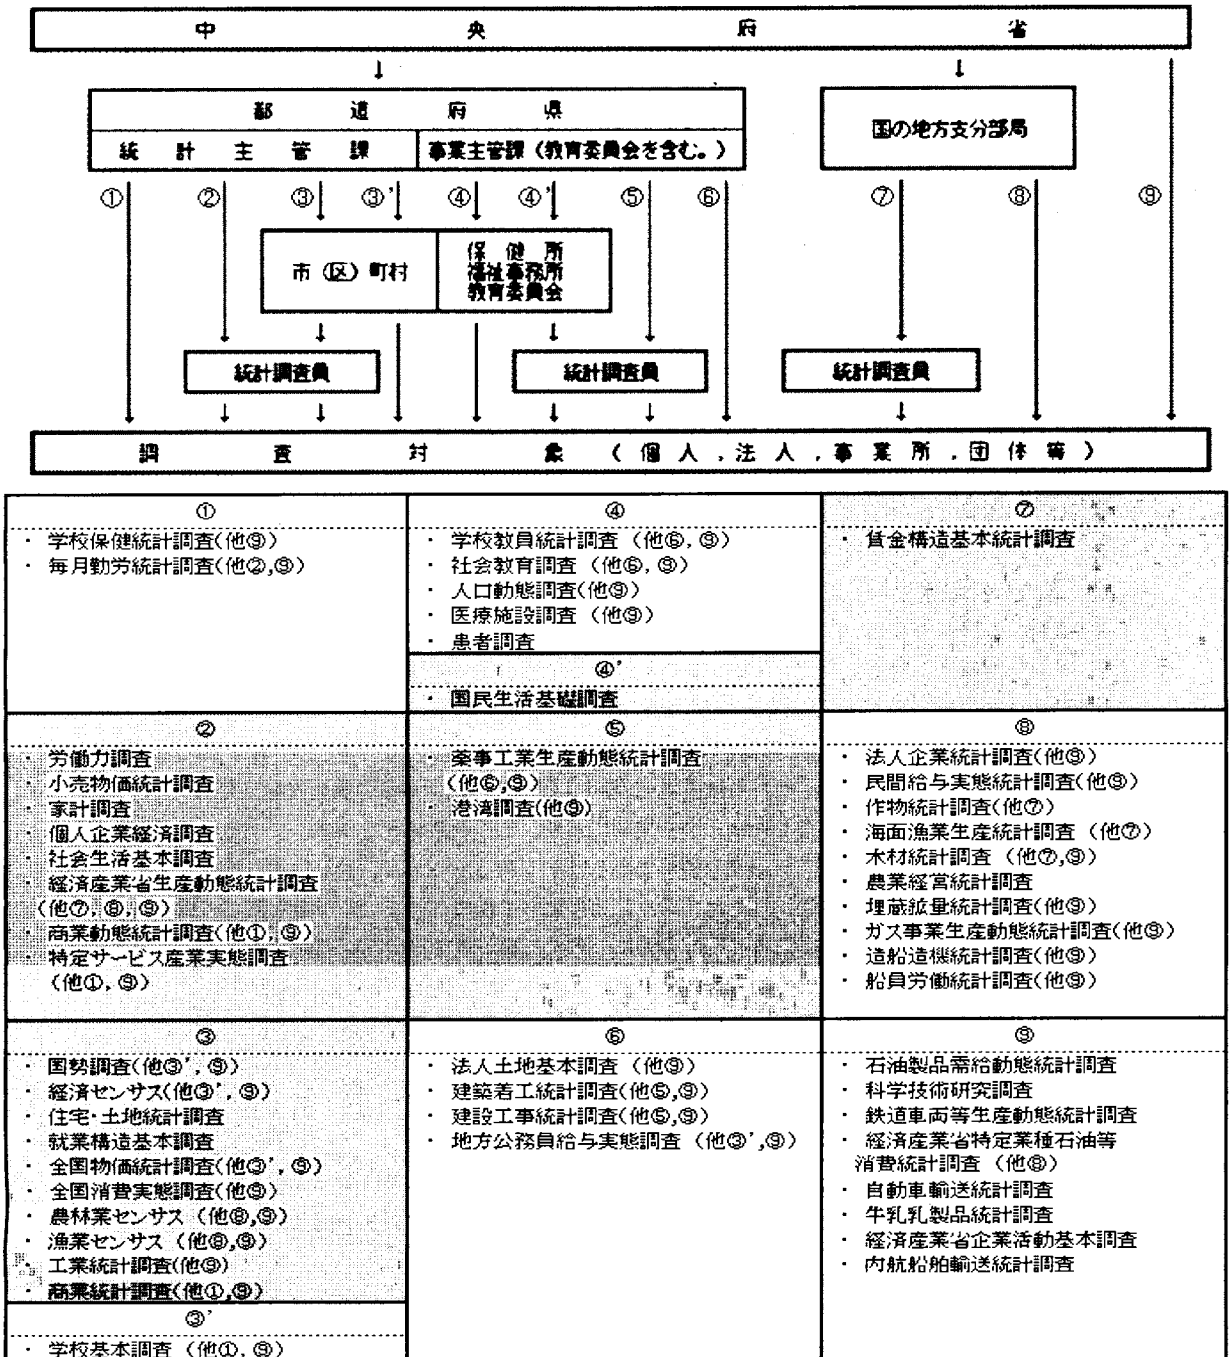 中央府省
都道府県
国の地方支分部局
統計主管課 事業主管課(教育委員会を含む。)
① ② ③ ③' ④ ④' ⑤ ⑥ ⑦ ⑧ ⑨
市(区)町村
保健所
福祉事務所
教育委員会
統計調査員 統計調査員 統計調査員
調査対象(個人,法人,事業所,団体等)
①
・ 学校保健統計調査(他⑨)
・ 毎月勤労統計調査(他②,⑨)
④
・ 学校教員統計調査 (他⑥,⑨)
・ 社会教育調査 (他⑥,⑨)
・ 人口動態調査(他⑨)
・ 医療施設調査 (他⑨)
・ 患者調査
④'
・ 国民生活基礎調査
⑦
・ 賃金構造基本統計調査
②
・ 労働力調査
・ 小売物価統計調査
・ 家計調査
・ 個人企業経済調査
・ 社会生活基本調査
・ 経済産業省生産動態統計調査
(他⑦,⑧,⑨)
・ 商業動態統計調査(他①,⑨)
・ 特定サービス産業実態調査
(他①,⑨)
⑤
・ 薬事工業生産動態統計調査
(他⑥,⑨)
・ 港湾調査(他⑨)
⑧
・ 法人企業統計調査(他⑨)
・ 民間給与実態統計調査(他⑨)
・ 作物統計調査(他⑦)
・ 海面漁業生産統計調査 (他⑦)
・ 木材統計調査 (他⑦,⑨)
・ 農業経営統計調査
・ 埋蔵鉱量統計調査(他⑨)
・ ガス事業生産動態統計調査(他⑨)
・ 造船造機統計調査(他⑨)
・ 船員労働統計調査(他⑨)
③
・ 国勢調査(他③',⑨)
・ 経済センサス(他③',⑨)
・ 住宅・土地統計調査
・ 就業構造基本調査
・ 全国物価統計調査(他③',⑨)
・ 全国消費実態調査(他⑨)
・ 農林業センサス (他⑧,⑨)
・ 漁業センサス (他⑧,⑨)
・ 工業統計調査(他⑨)
・ 商業統計調査(他①,⑨)
③'
・ 学校基本調査 (他①,⑨)
⑥
・ 法人土地基本調査 (他⑨)
・ 建築着工統計調査(他⑤,⑨)
・ 建設工事統計調査(他⑤,⑨)
・ 地方公務員給与実態調査 (他③',⑨)
⑨
・ 石油製品需給動態統計調査
・ 科学技術研究調査
・ 鉄道車両等生産動態統計調査
・ 経済産業省特定業種石油等
消費統計調査 (他⑧)
・ 自動車輸送統計調査
・ 牛乳乳製品統計調査
・ 経済産業省企業活動基本調査
・ 内航船舶輸送統計調査